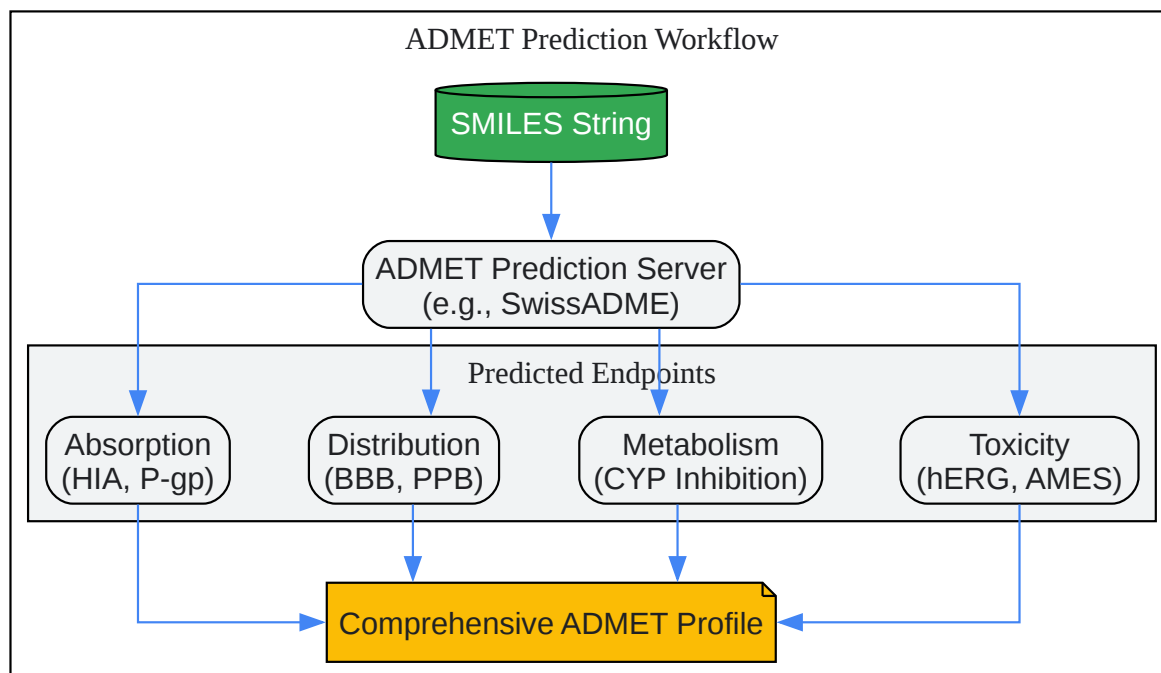 ADMET Prediction Workflow
SMILES String
ADMET Prediction Server
(e.g., SwissADME)
Predicted Endpoints
Absorption
(HIA, P-gp)
Distribution
(BBB, PPB)
Metabolism
(CYP Inhibition)
Toxicity
(hERG, AMES)
Comprehensive ADMET Profile